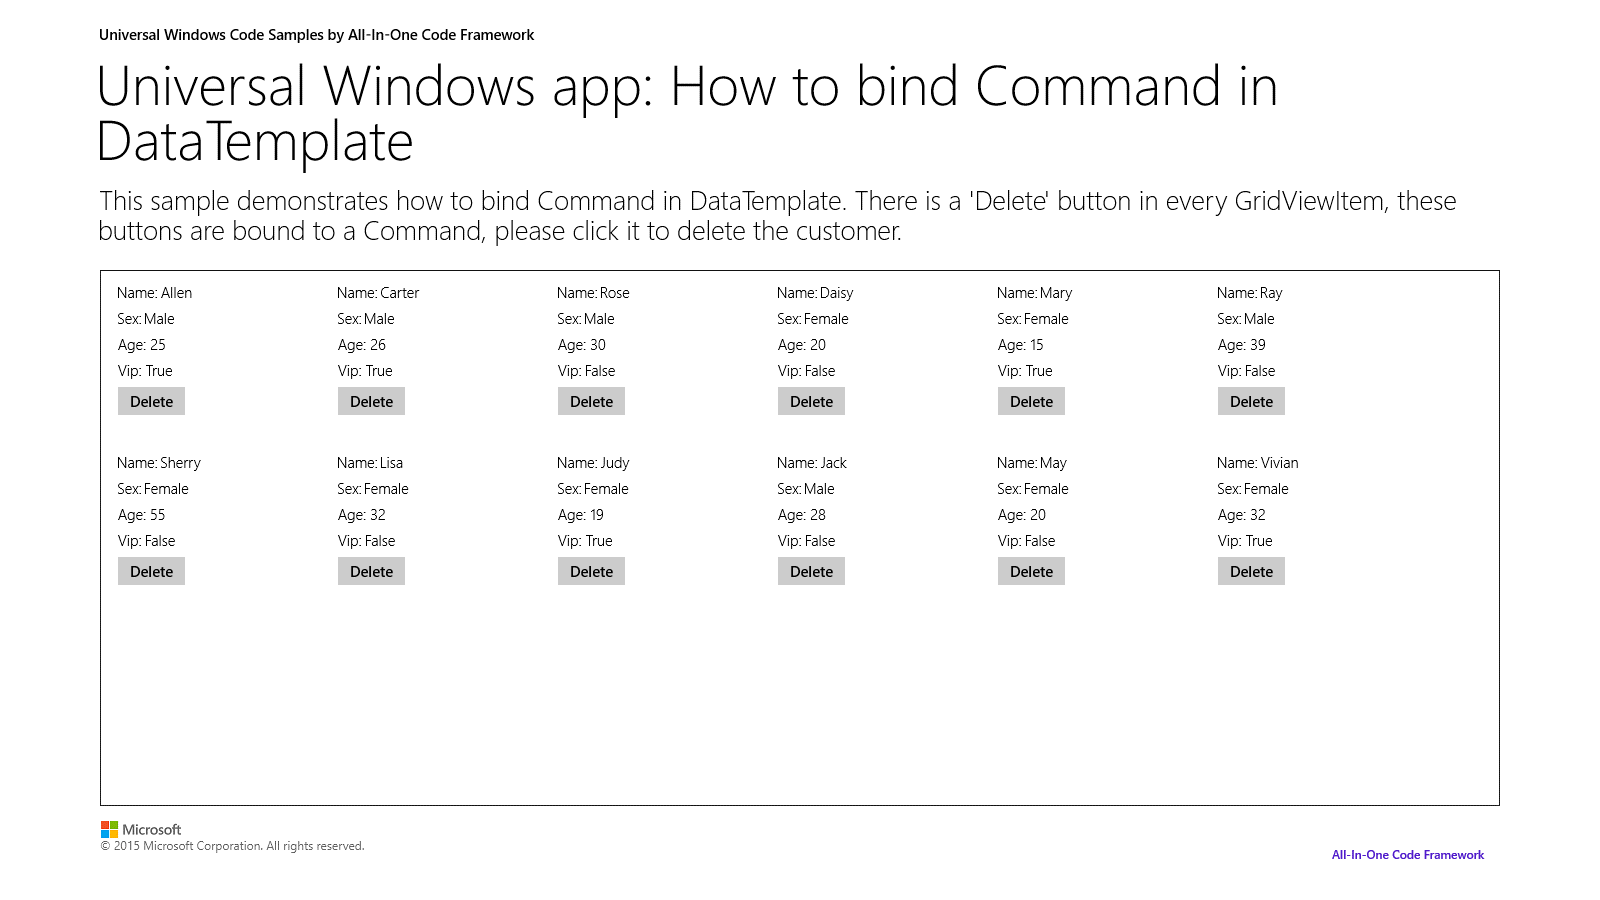 Universal Windows Code Samples by All-In-One Code Framework
Universal Windows app: How to bind Command in
DataTemplate
This sample demonstrates how to bind Command in DataTemplate. There is a 'Delete' button in every GridViewItem, these
buttons are bound to a Command, please click it to delete the customer.
Name: Allen
Sex: Male
Age: 25
Vip: True
Delete
Name: Carter
Sex: Male
Age: 26
Vip: True
Delete
Name: Rose
Sex: Male
Age: 30
Vip: False
Delete
Name: Daisy
Sex: Female
Age: 20
Vip: False
Delete
Name: Mary
Sex: Female
Age: 15
Vip: True
Delete
Name: Ray
Sex: Male
Age: 39
Vip: False
Delete
Name: Sherry
Sex: Female
Age: 55
Vip: False
Delete
Name: Lisa
Sex: Female
Age: 32
Vip: False
Delete
Name: Judy
Sex: Female
Age: 19
Vip: True
Delete
Name: Jack
Sex: Male
Age: 28
Vip: False
Delete
Name: May
Sex: Female
Age: 20
Vip: False
Delete
Name: Vivian
Sex: Female
Age: 32
Vip: True
Delete
Microsoft
© 2015 Microsoft Corporation. All rights reserved.
All-In-One Code Framework